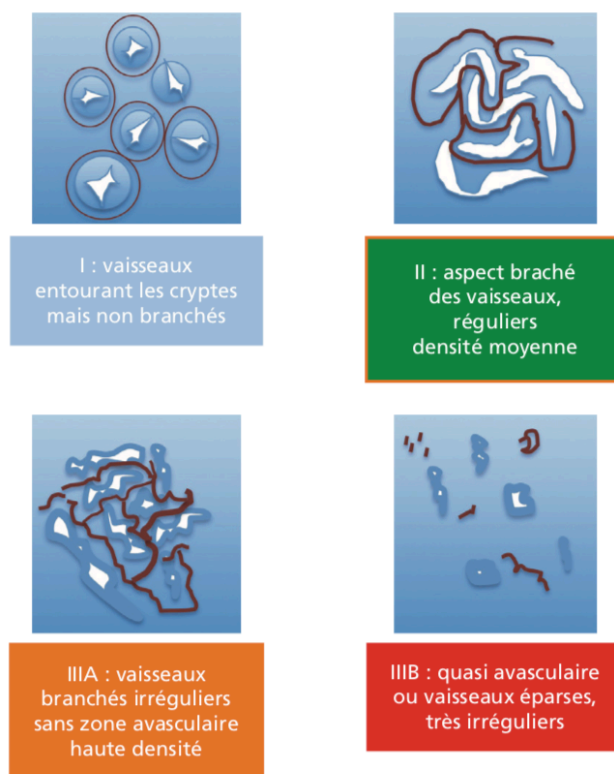 I : vaisseaux
entourant les cryptes
mais non branchés
II : aspect braché
des vaisseaux,
réguliers
densité moyenne
IIIA : vaisseaux
branchés irréguliers
sans zone avasculaire
haute densité
IIIB : quasi avasculaire
ou vaisseaux éparses,
très irréguliers